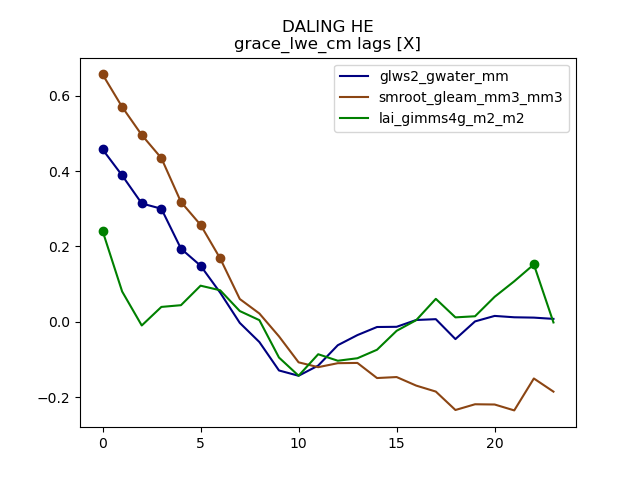 DALING HE
grace_lwe_cm lags [X]
glws2_gwater_mm
smroot_gleam_mm3_mm3
lai_gimms4g_m2_m2
0.6
0.4
0.2
0.0
−0.2
0 5 10 15 20